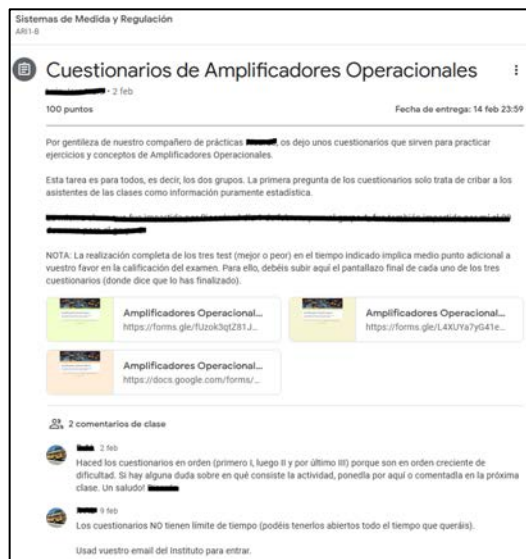 Sistemas de Medida y Regulación
ARI1-B
Cuestionarios de Amplificadores Operacionales
• 2 feb
100 puntos
Fecha de entrega: 14 feb 23:59
Por gentileza de nuestro compañero de prácticas , os dejo unos cuestionarios que sirven para practicar
ejercicios y conceptos de Amplificadores Operacionales.
Esta tarea es para todos, es decir, los dos grupos. La primera pregunta de los cuestionarios solo trata de cribar a los
asistentes de las clases como información puramente estadística.
NOTA: La realización completa de los tres test (mejor o peor) en el tiempo indicado implica medio punto adicional a
vuestro favor en la calificación del examen. Para ello, debéis subir aquí el pantallazo final de cada uno de los tres
cuestionarios (donde dice que lo has finalizado).
Amplificadores Operacional...
https://forms.gle/fUzok3qtZ81J...
Amplificadores Operacional...
https://forms.gle/L4XUYa7yG41e...
Amplificadores Operacional...
https://docs.google.com/forms/...
2 comentarios de clase
2 feb
Haced los cuestionarios en orden (primero I, luego II y por último III) porque son en orden creciente de
dificultad. Si hay alguna duda sobre en qué consiste la actividad, ponedla por aquí o comentadla en la próxima
clase. Un saludo!
9 feb
Los cuestionarios NO tienen límite de tiempo (podéis tenerlos abiertos todo el tiempo que queráis).
Usad vuestro email del Instituto para entrar.